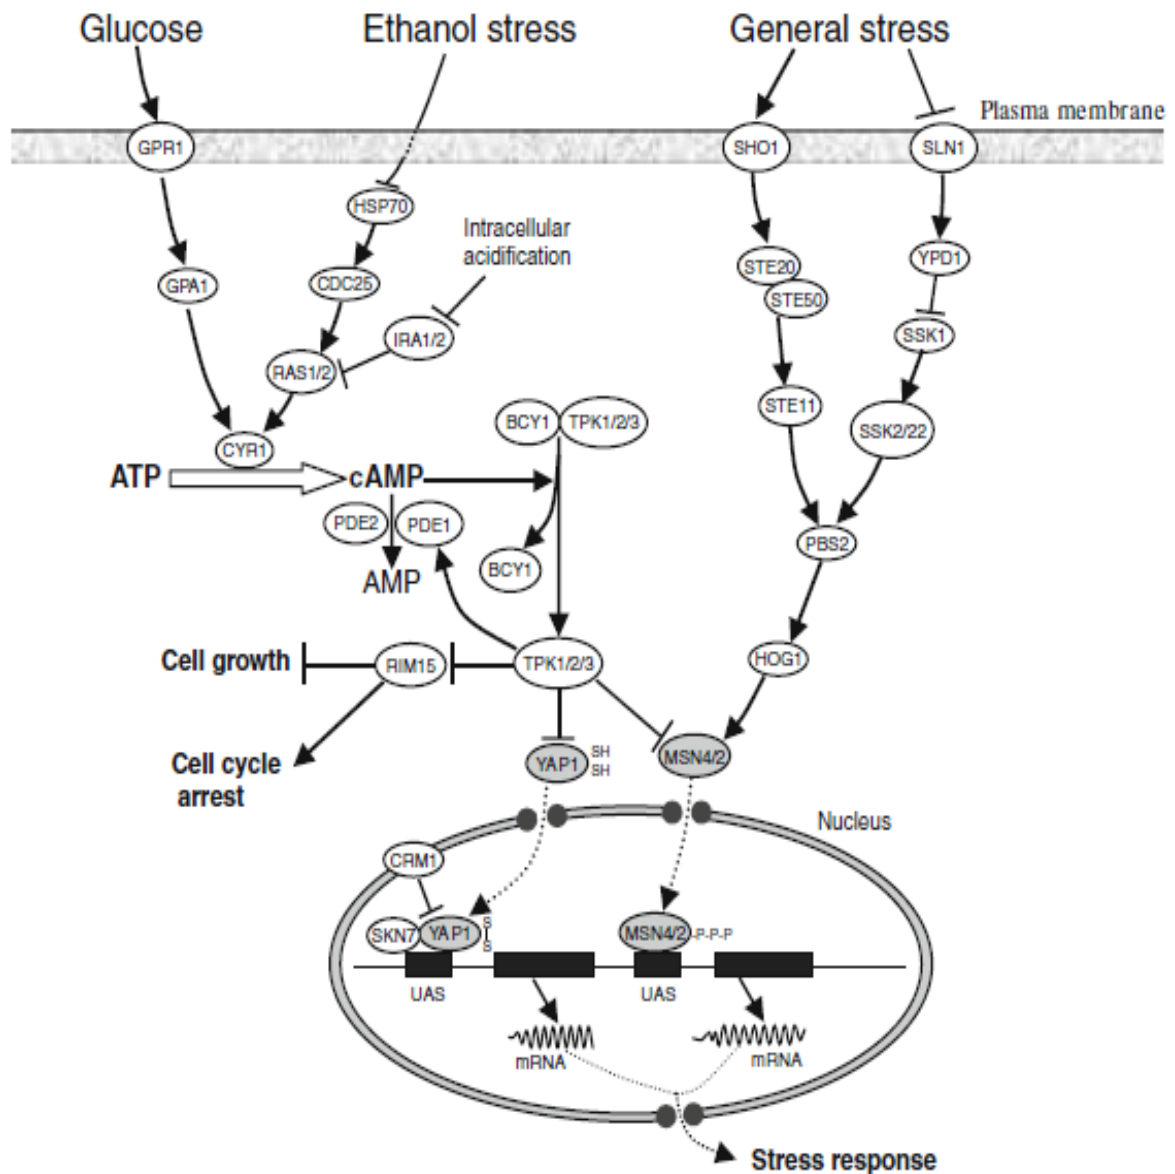 Glucose
Ethanol stress
General stress
Plasma membrane
GPR1
SHO1
SLN1
HSP70
Intracellular
acidification
GPA1
CDC25
STE20
YPD1
STE50
IRA1/2
SSK1
RAS1/2
BCY1
TPK1/2/3
STE11
SSK2/22
CYR1
ATP
cAMP
PDE2
PDE1
PBS2
BCY1
AMP
Cell growth
RIM15
TPK1/2/3
HOG1
Cell cycle
arrest
YAP1
SH
SH
MSN4/2
Nucleus
CRM1
SKN7
YAP1
S
S
MSN4/2
-P-P-P
UAS
UAS
mRNA
mRNA
Stress response